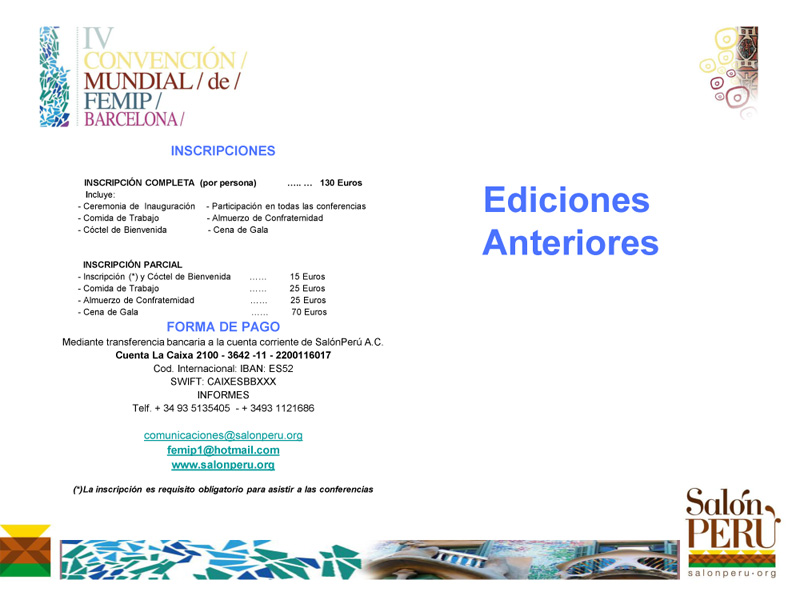 IV
CONVENCIÓN /
MUNDIAL / de /
FEMIP /
BARCELONA /
INSCRIPCIONES
INSCRIPCIÓN COMPLETA (por persona) ….. … 130 Euros
Incluye:
- Ceremonia de Inauguración - Participación en todas las conferencias
- Comida de Trabajo - Almuerzo de Confraternidad
- Cóctel de Bienvenida - Cena de Gala
INSCRIPCIÓN PARCIAL
- Inscripción (*) y Cóctel de Bienvenida …… 15 Euros
- Comida de Trabajo …… 25 Euros
- Almuerzo de Confraternidad …… 25 Euros
- Cena de Gala …… 70 Euros
FORMA DE PAGO
Mediante transferencia bancaria a la cuenta corriente de SalónPerú A.C.
Cuenta La Caixa 2100 - 3642 -11 - 2200116017
Cod. Internacional: IBAN: ES52
SWIFT: CAIXESBBXXX
INFORMES
Telf. + 34 93 5135405 - + 3493 1121686
comunicaciones@salonperu.org
femip1@hotmail.com
www.salonperu.org
(*)La inscripción es requisito obligatorio para asistir a las conferencias
Ediciones
Anteriores
Salón
PERÚ
salonperu.org